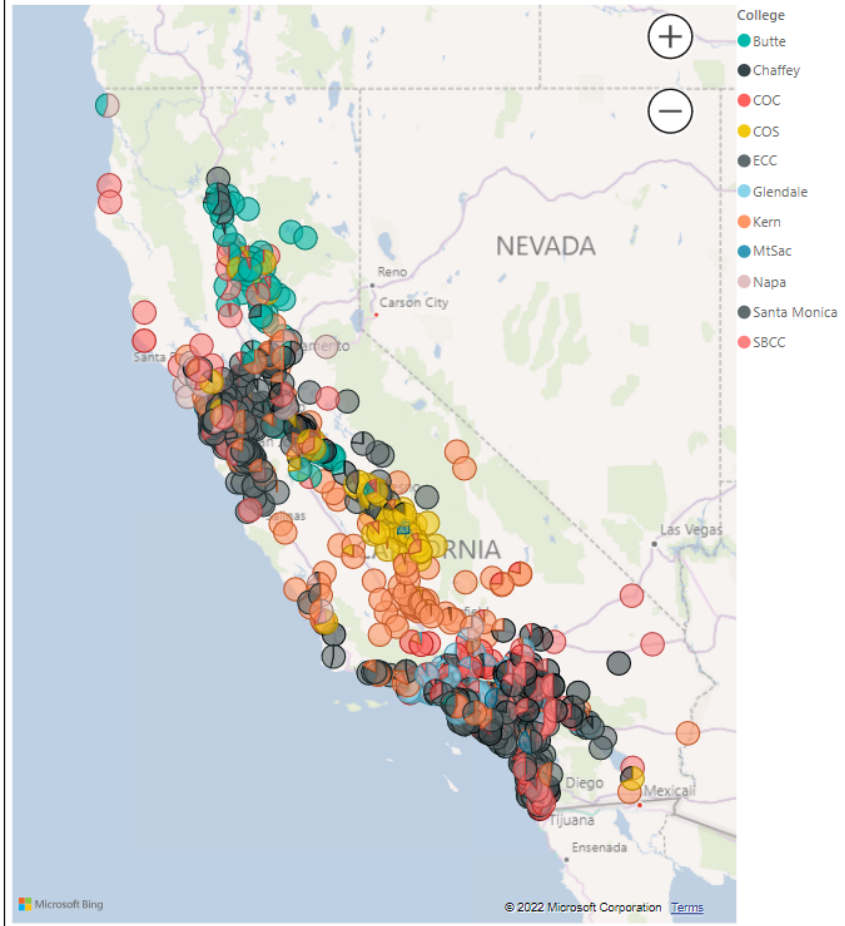 College
Butte
Chaffey
COC
COS
ECC
Glendale
Kern
MtSac
Napa
Santa Monica
SBCC
NEVADA
Reno
Carson City
Santa
Las Vegas
Diego
Mexicali
Tijuana
Ensenada
Microsoft Bing
© 2022 Microsoft Corporation Terms